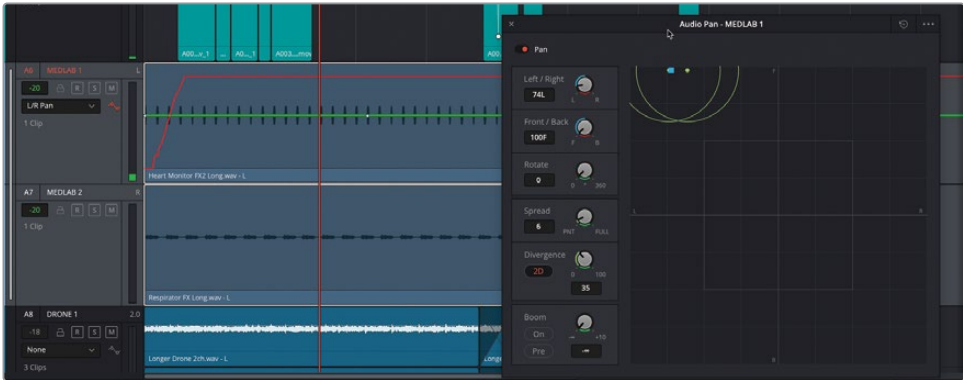 A00...v_1
...
A0..._1
A003....mov
A00
A6 MEDLAB 1 L
-20 R S M
L/R Pan
1 Clip
Heart Monitor FX2 Long.wav - L
A7 MEDLAB 2 R
-20 R S M
1 Clip
Respirator FX Long.wav - L
A8 DRONE 1 2.0
-18 R S M
None
3 Clips
Longer Drone 2ch.wav - L
Longe
× Audio Pan - MEDLAB 1 ...
Pan
Left / Right
74L
L R
Front / Back
100F
F B
Rotate
0
0 ° 360
Spread
6
PNT FULL
Divergence
2D
0 100
35
Boom
On
-∞ +10
Pre
-∞
F
L R
B